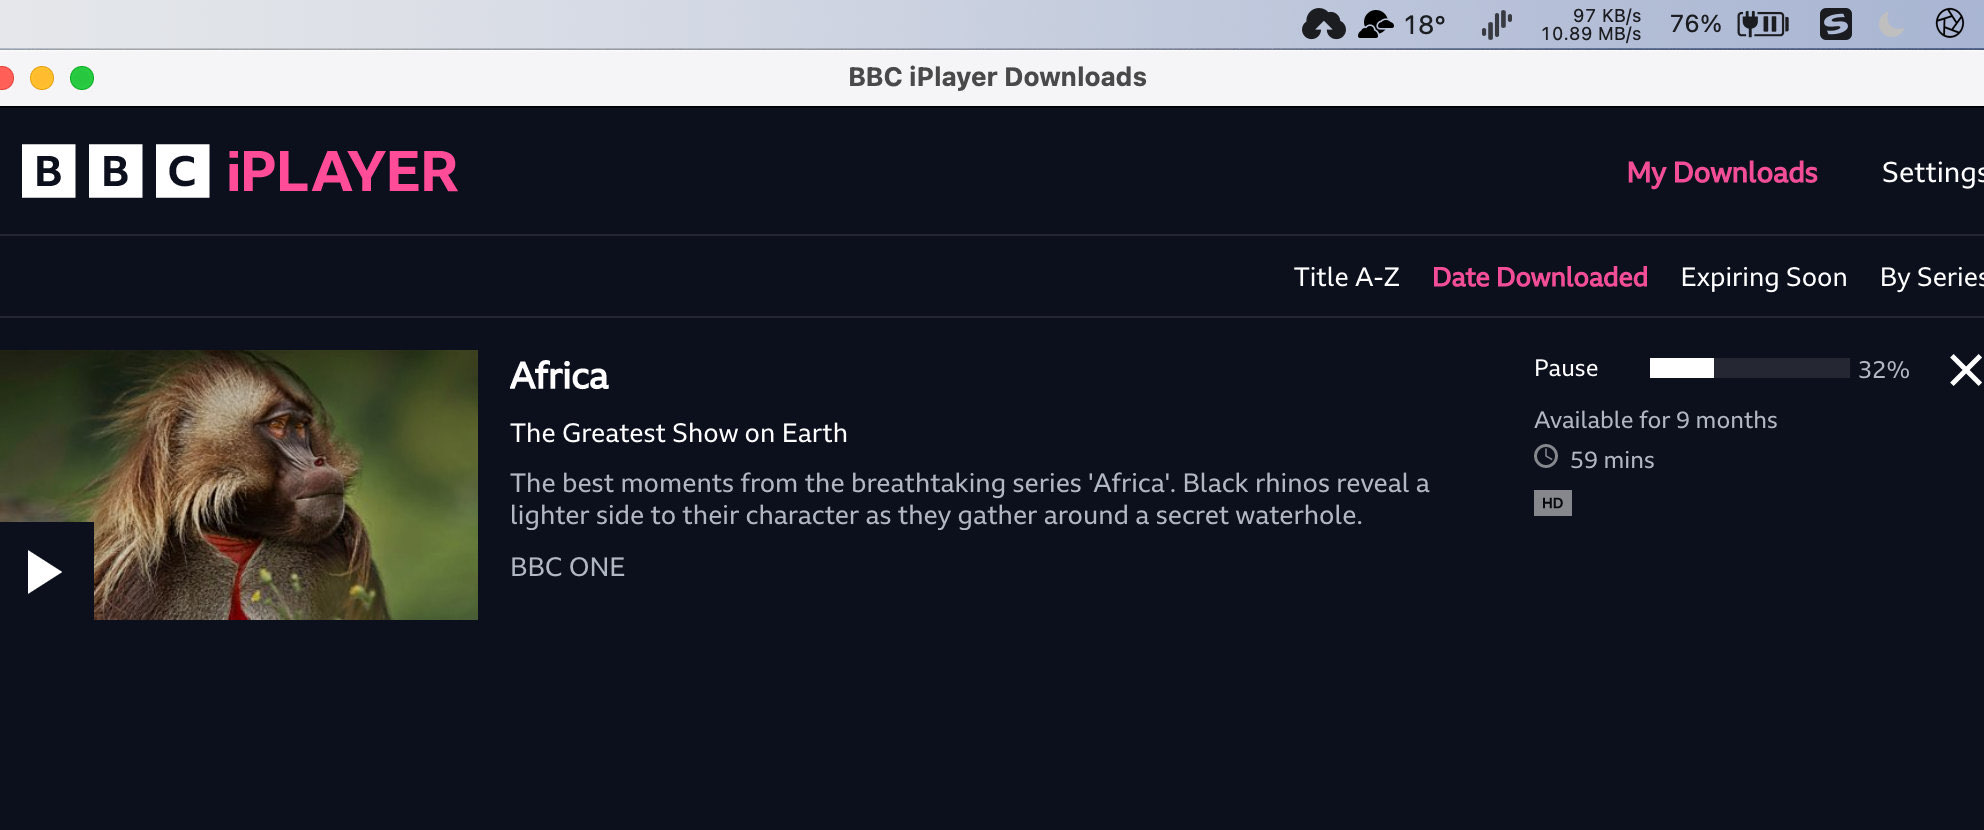 18°
97 KB/s
10.89 MB/s
76%
S
BBC iPlayer Downloads
BBC iPLAYER
My Downloads
Settings
Title A-Z
Date Downloaded
Expiring Soon
By Series
Africa
The Greatest Show on Earth
The best moments from the breathtaking series 'Africa'. Black rhinos reveal a
lighter side to their character as they gather around a secret waterhole.
BBC ONE
Pause
32%
Available for 9 months
59 mins
HD